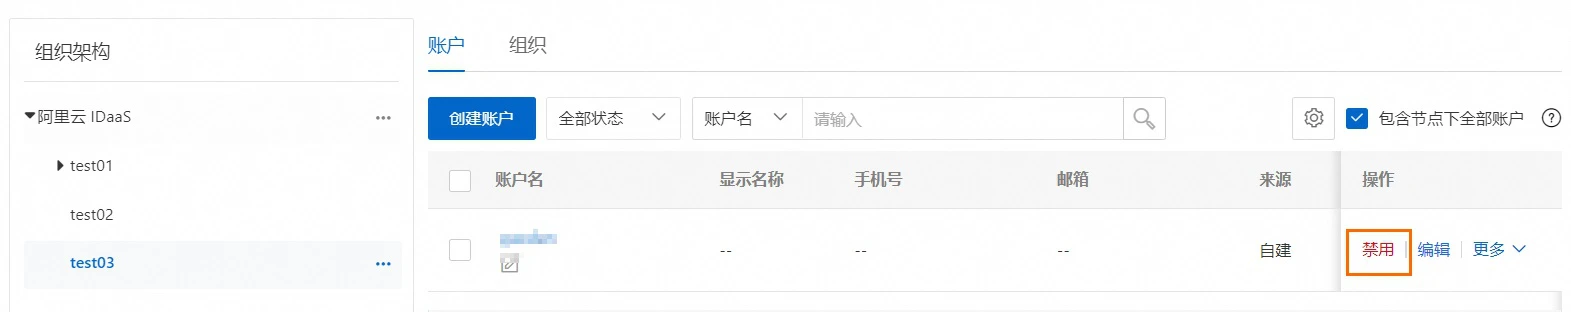 组织架构
阿里云 IDaaS
test01
test02
test03
账户 组织
创建账户 全部状态 账户名 请输入 包含节点下全部账户
账户名 显示名称 手机号 邮箱 来源 操作
-- -- -- 自建 禁用 编辑 更多